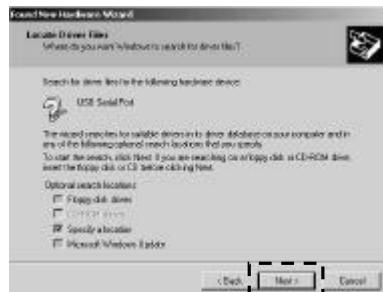 Found New Hardware Wizard
Locate Driver Files
Where do you want Windows to search for driver files?
Search for driver files for the following hardware device:
USB Serial Port
The wizard searches for suitable drivers in its driver database on your computer and in
any of the following optional search locations that you specify.
To start the search, click Next. If you are searching on a floppy disk or CD-ROM drive,
insert the floppy disk or CD before clicking Next.
Optional search locations:
Floppy disk drives
CD-ROM drives
Specify a location
Microsoft Windows Update
< Back
Next >
Cancel